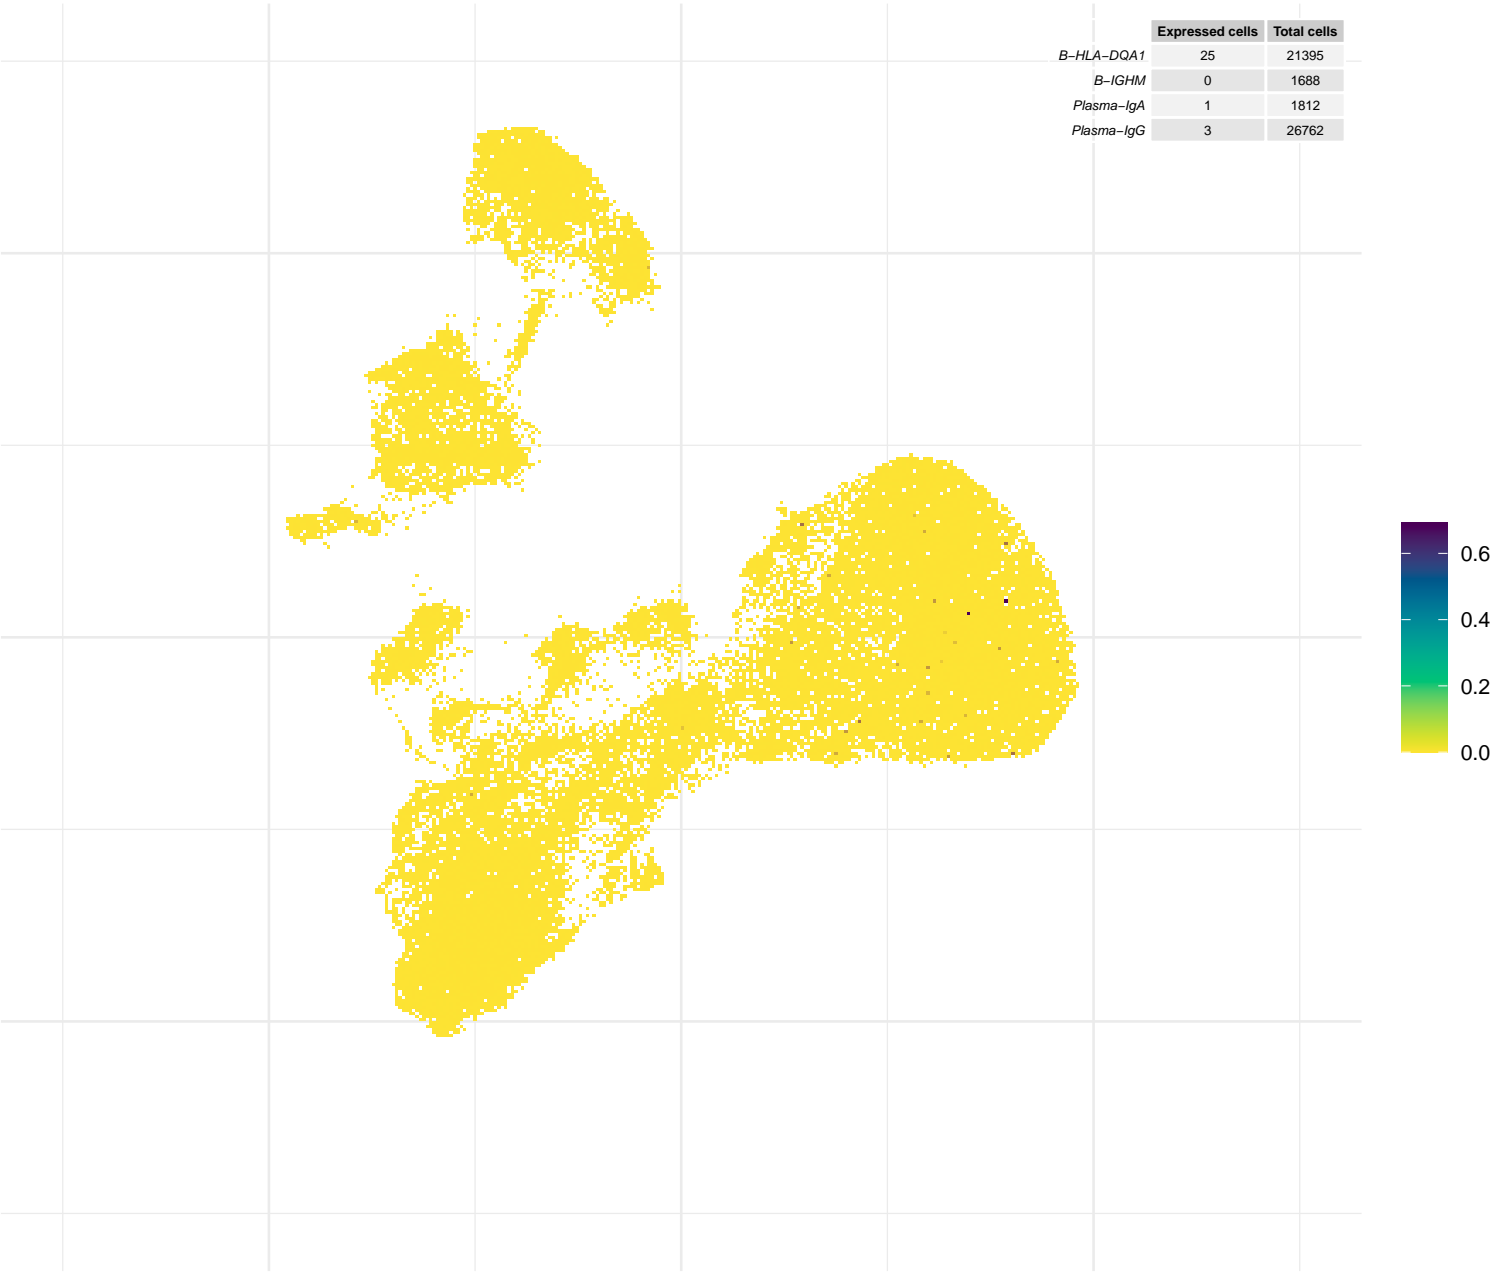 Expressed cells Total cells
B−HLA−DQA1 25 21395
B−IGHM 0 1688
Plasma−IgA 1 1812
Plasma−IgG 3 26762
0.6
0.4
0.2
0.0